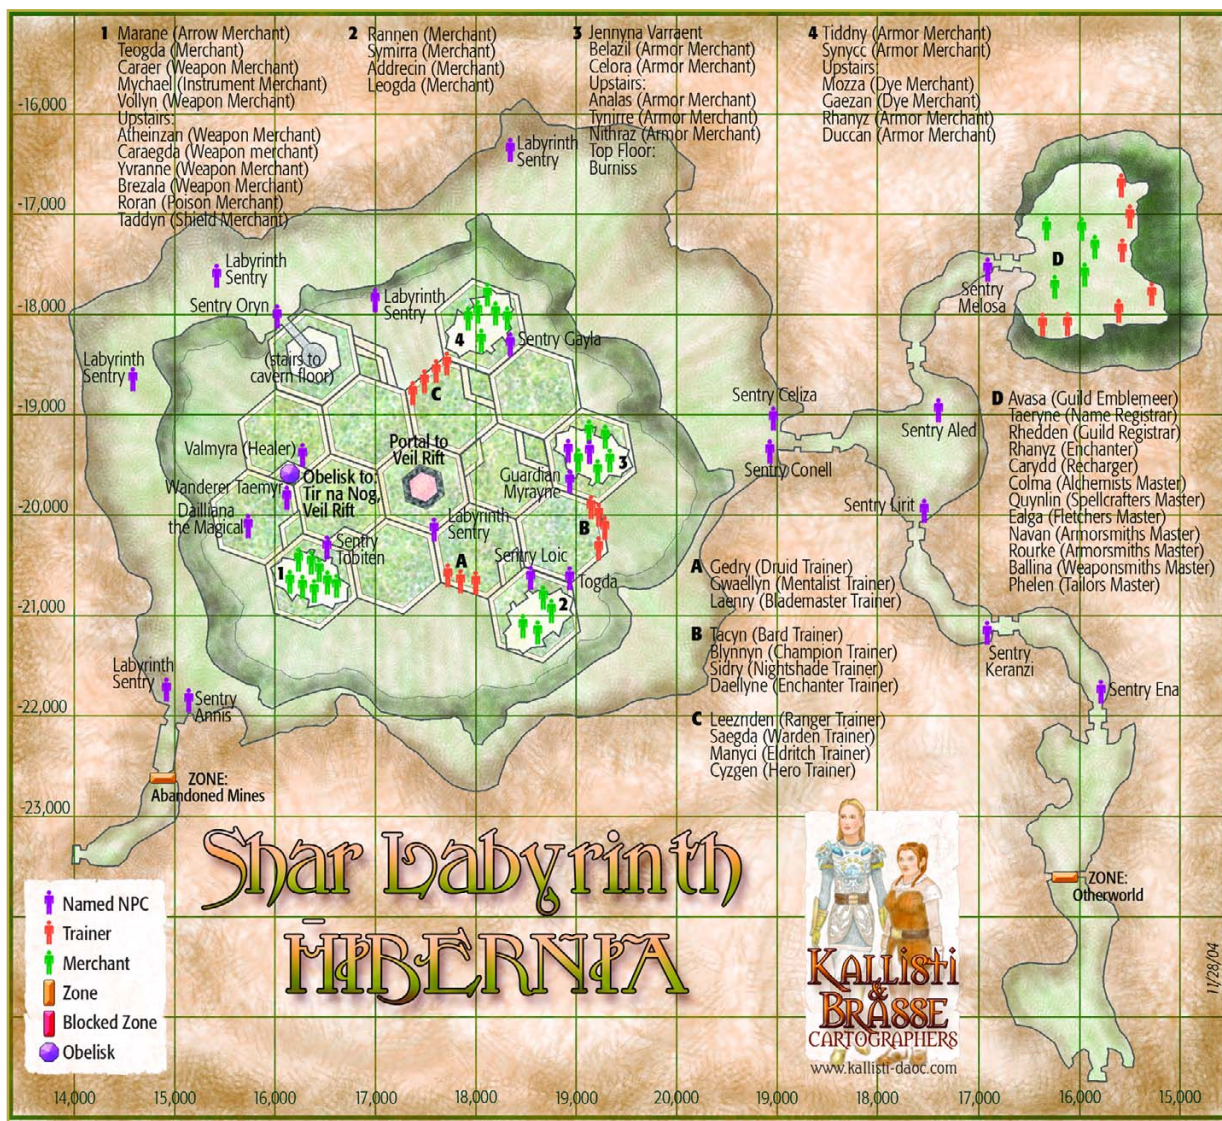 1 Marane (Arrow Merchant)
Teogda (Merchant)
Caraer (Weapon Merchant)
Mychael (Instrument Merchant)
Vollyn (Weapon Merchant)
Upstairs:
Atheinzan (Weapon Merchant)
Caraegda (Weapon merchant)
Yvranne (Weapon Merchant)
Brezala (Weapon Merchant)
Roran (Poison Merchant)
Taddyn (Shield Merchant)
2 Rannen (Merchant)
Symirra (Merchant)
Addrecin (Merchant)
Leogda (Merchant)
3 Jennyna Varraent
Belazil (Armor Merchant)
Celora (Armor Merchant)
Upstairs:
Analas (Armor Merchant)
Tynirre (Armor Merchant)
Nithraz (Armor Merchant)
Top Floor:
Burniss
4 Tiddny (Armor Merchant)
Synycc (Armor Merchant)
Upstairs:
Mozza (Dye Merchant)
Gaezan (Dye Merchant)
Rhanyz (Armor Merchant)
Duccan (Armor Merchant)
-16,000
-17,000
-18,000
-19,000
-20,000
-21,000
-22,000
-23,000
Labyrinth
Sentry
Labyrinth
Sentry
Sentry Oryn
Labyrinth
Sentry
4
Sentry Gayla
(stairs to
cavern floor)
Labyrinth
Sentry
C
Valmyra (Healer)
Portal to
Veil Rift
3
Obelisk to:
Tir na Nog,
Veil Rift
Guardian
Myrayne
Wanderer Taemyr
Dailliana
the Magical
Labyrinth
Sentry
B
Sentry
Tobiten
Sentry Loic
A
1
2
Togda
Labyrinth
Sentry
Sentry
Annis
ZONE:
Abandoned Mines
D
Sentry
Melosa
Sentry Celiza
Sentry Aled
Sentry Conell
Sentry Lirit
Sentry
Keranzi
Sentry Ena
ZONE:
Otherworld
D Avasa (Guild Emblemeer)
Taeryne (Name Registrar)
Rhedden (Guild Registrar)
Rhanyz (Enchanter)
Carydd (Recharger)
Colma (Alchemists Master)
Quynlin (Spellcrafters Master)
Ealga (Fletchers Master)
Navan (Armorsmiths Master)
Rourke (Armorsmiths Master)
Ballina (Weaponsmiths Master)
Phelen (Tailors Master)
A Gedry (Druid Trainer)
Gwaellyn (Mentalist Trainer)
Laenry (Blademaster Trainer)
B Tacyn (Bard Trainer)
Blynnyn (Champion Trainer)
Sidry (Nightshade Trainer)
Daellyne (Enchanter Trainer)
C Leeznden (Ranger Trainer)
Saegda (Warden Trainer)
Manyci (Eldritch Trainer)
Cyzgen (Hero Trainer)
Shar Labyrinth
HIBERNIA
Named NPC
Trainer
Merchant
Zone
Blocked Zone
Obelisk
KALLISTI
&
BRASSE
CARTOGRAPHERS
www.kallisti-daoc.com
11/28/04
14,000
15,000
16,000
17,000
18,000
19,000
20,000
19,000
18,000
17,000
16,000
15,000